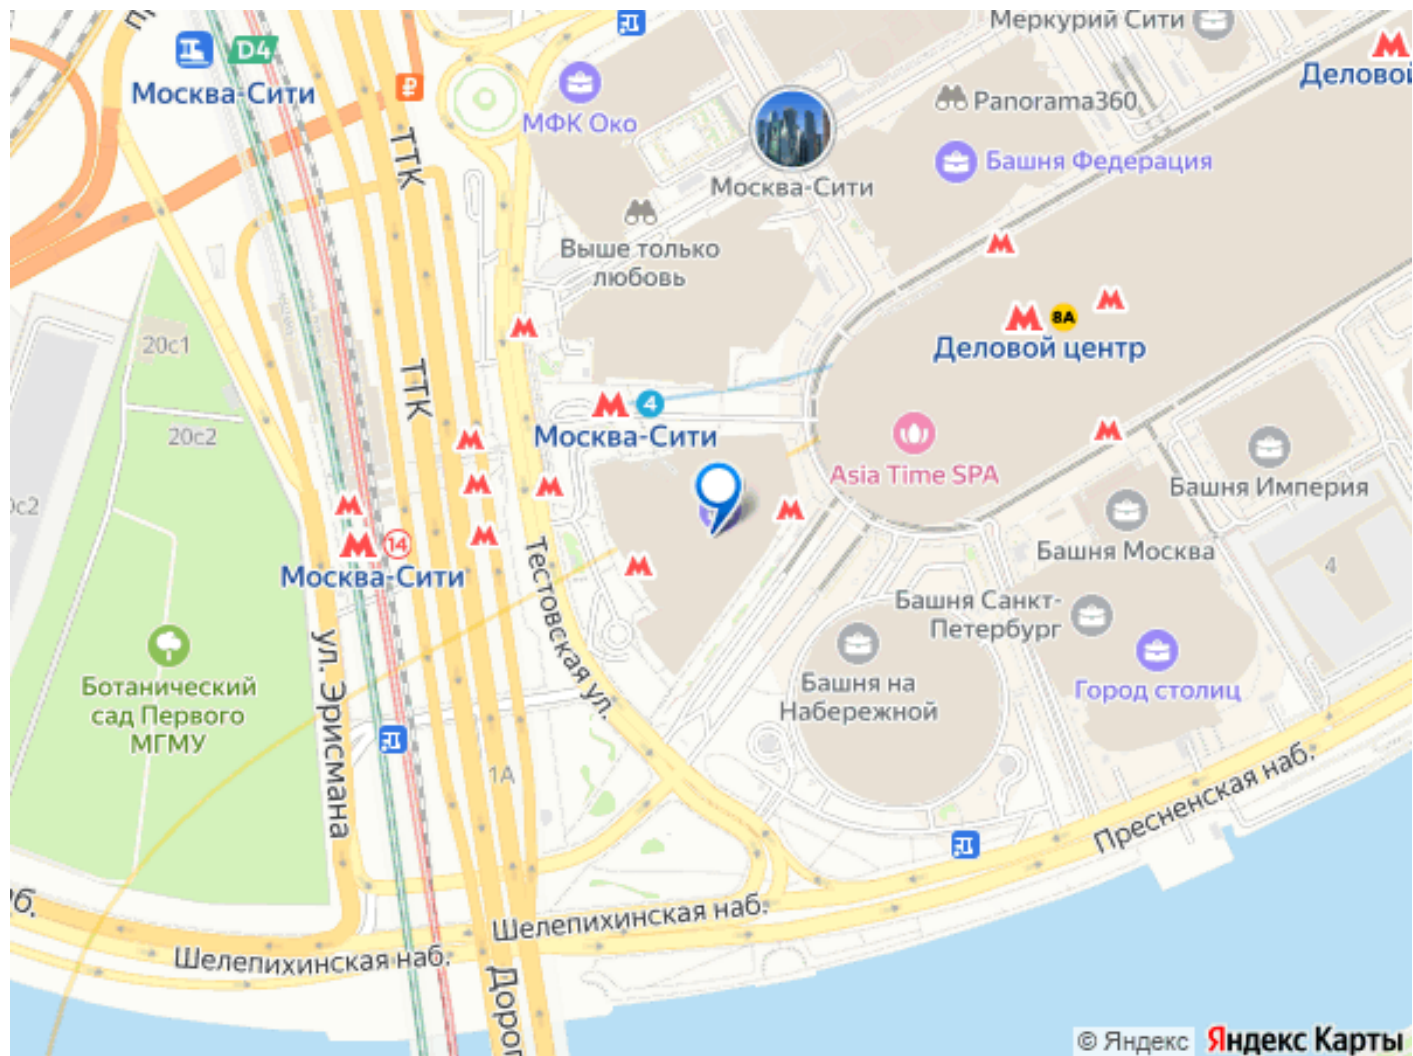 Меркурий Сити
D4
Москва-Сити
Деловой
МФК Око
Panorama360
ТТК
Башня Федерация
Москва-Сити
Выше только
любовь
8А
Деловой центр
20с1
ТТК
4
Москва-Сити
20с2
Asia Time SPA
Башня Империя
0с2
14
Москва-Сити
Башня Москва
4
Тестовская ул.
Башня Санкт-
Петербург
ул. Эрисмана
Ботанический
сад Первого
МГМУ
Башня на
Набережной
Город столиц
1А
Пресненская наб.
об.
Шелепихинская наб.
Шелепихинская наб.
Дорог
© Яндекс
Яндекс Карты